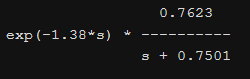 0.7623
exp(-1.38*s) * ----------
s + 0.7501